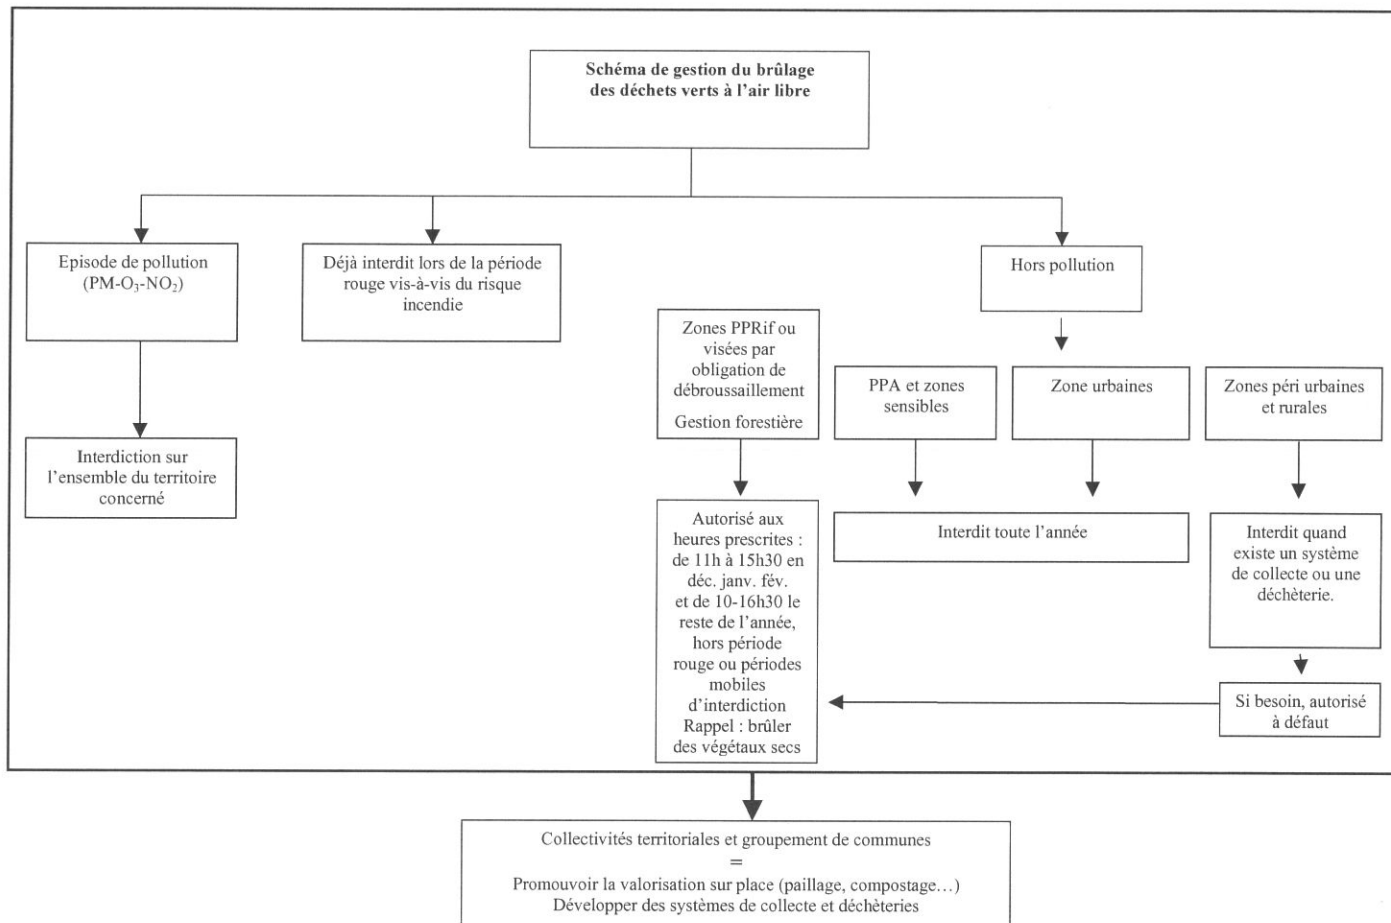 Schéma de gestion du brûlage
des déchets verts à l'air libre
Episode de pollution
(PM-O₃-NO₂)
Déjà interdit lors de la période
rouge vis-à-vis du risque
incendie
Hors pollution
Zones PPRif ou
visées par
obligation de
débroussaillement
Gestion forestière
PPA et zones
sensibles
Zone urbaines
Zones péri urbaines
et rurales
Interdiction sur
l'ensemble du territoire
concerné
Autorisé aux
heures prescrites :
de 11h à 15h30 en
déc. janv. fév.
et de 10-16h30 le
reste de l'année,
hors période
rouge ou périodes
mobiles
d'interdiction
Rappel : brûler
des végétaux secs
Interdit toute l'année
Interdit quand
existe un système
de collecte ou une
déchèterie.
Si besoin, autorisé
à défaut
Collectivités territoriales et groupement de communes
=
Promouvoir la valorisation sur place (paillage, compostage…)
Développer des systèmes de collecte et déchèteries